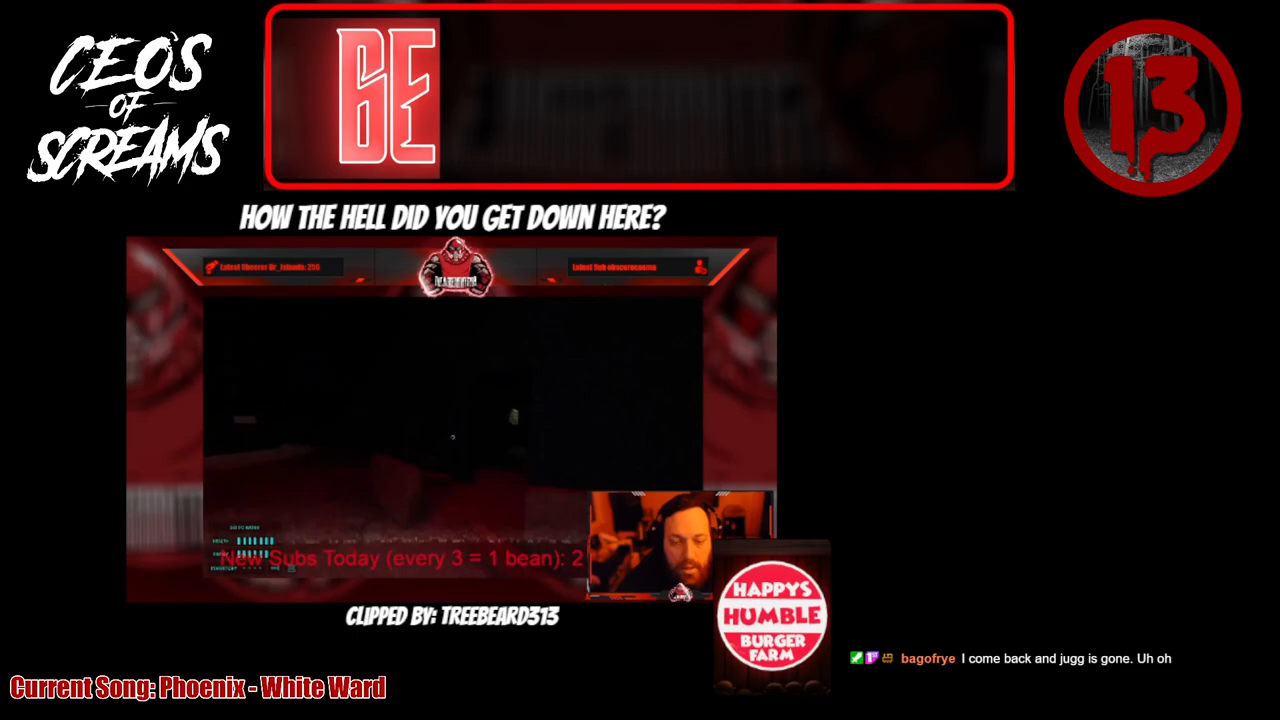 CEO'S
OF
SCREAMS
BE
13
HOW THE HELL DID YOU GET DOWN HERE?
New Subs Today (every 3 = 1 bean): 2
CLIPPED BY: TREEBEARD313
HAPPYS
HUMBLE
BURGER
FARM
bagofrye I come back and jugg is gone. Uh oh
Current Song: Phoenix - White Ward